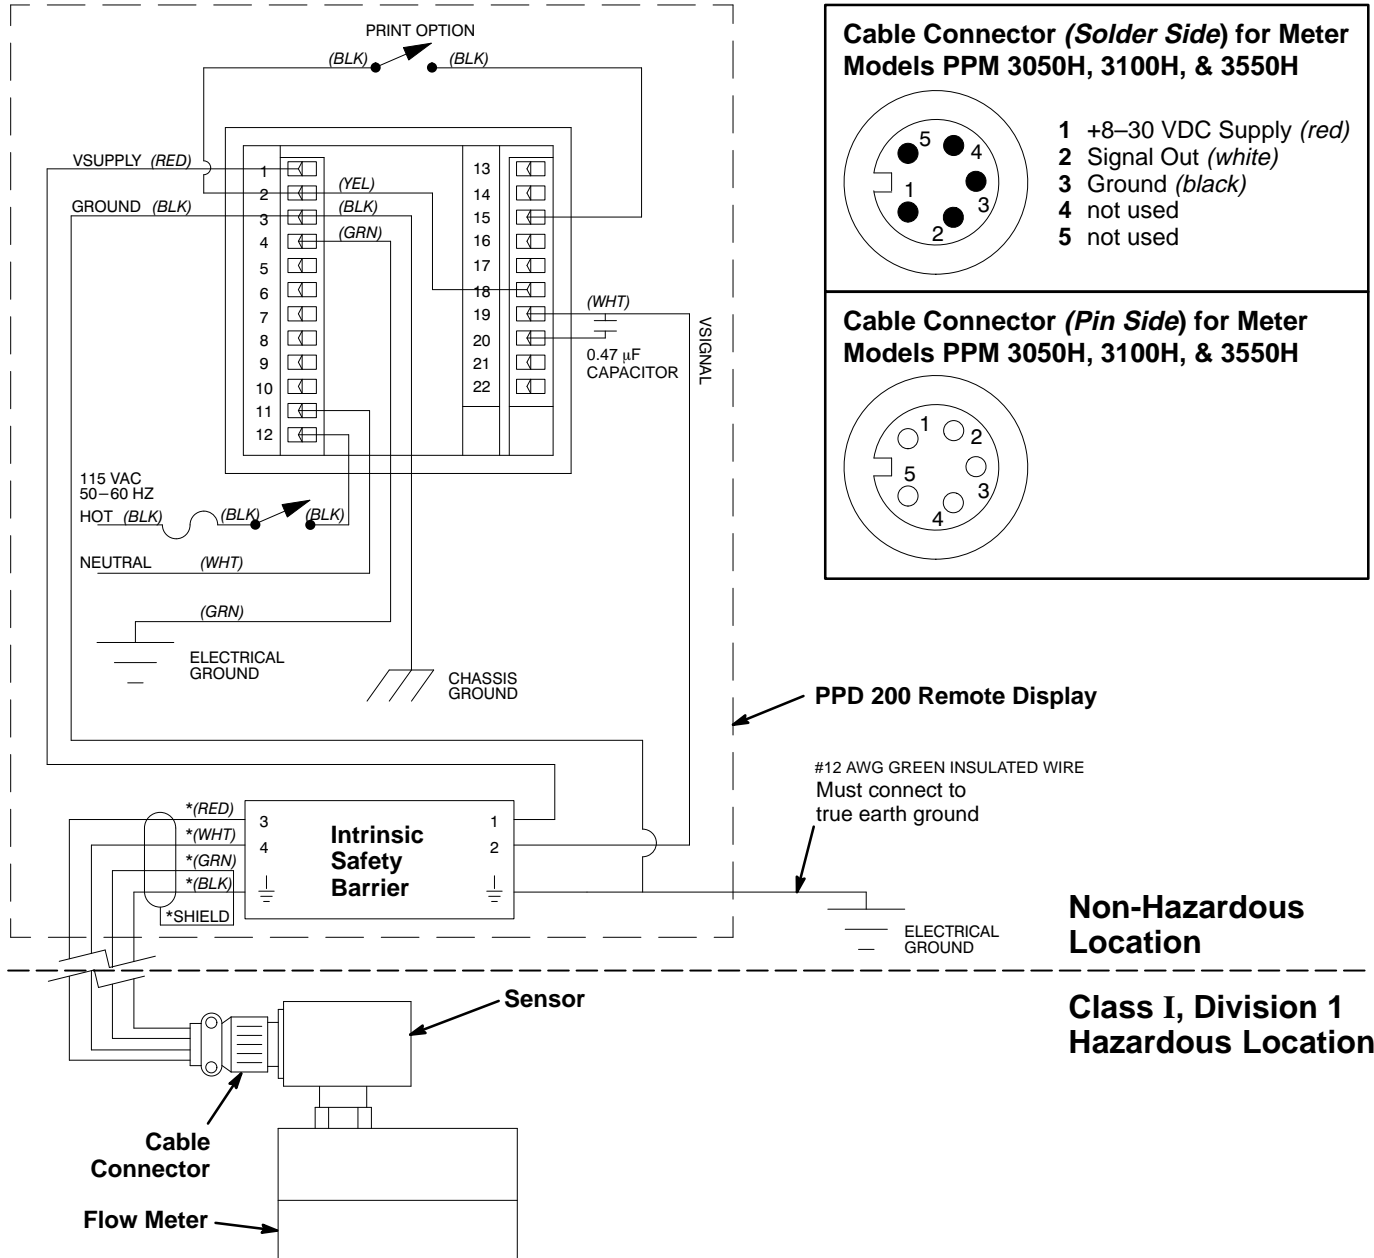 PRINT OPTION
(BLK) (BLK)
VSUPPLY (RED)
GROUND (BLK)
(YEL)
(BLK)
(GRN)
1
2
3
4
5
6
7
8
9
10
11
12
13
14
15
16
17
18
19
20
21
22
(WHT)
0.47 μF
CAPACITOR
VSIGNAL
115 VAC
50–60 HZ
HOT (BLK) (BLK) (BLK)
NEUTRAL (WHT)
(GRN)
ELECTRICAL
GROUND
CHASSIS
GROUND
Cable Connector (Solder Side) for Meter
Models PPM 3050H, 3100H, & 3550H
5
4
1
3
2
1 +8–30 VDC Supply (red)
2 Signal Out (white)
3 Ground (black)
4 not used
5 not used
Cable Connector (Pin Side) for Meter
Models PPM 3050H, 3100H, & 3550H
1
2
5
3
4
PPD 200 Remote Display
#12 AWG GREEN INSULATED WIRE
Must connect to
true earth ground
*(RED)
*(WHT)
*(GRN)
*(BLK)
*SHIELD
3
4
Intrinsic
Safety
Barrier
1
2
ELECTRICAL
GROUND
Non-Hazardous
Location
Class I, Division 1
Hazardous Location
Sensor
Cable
Connector
Flow Meter